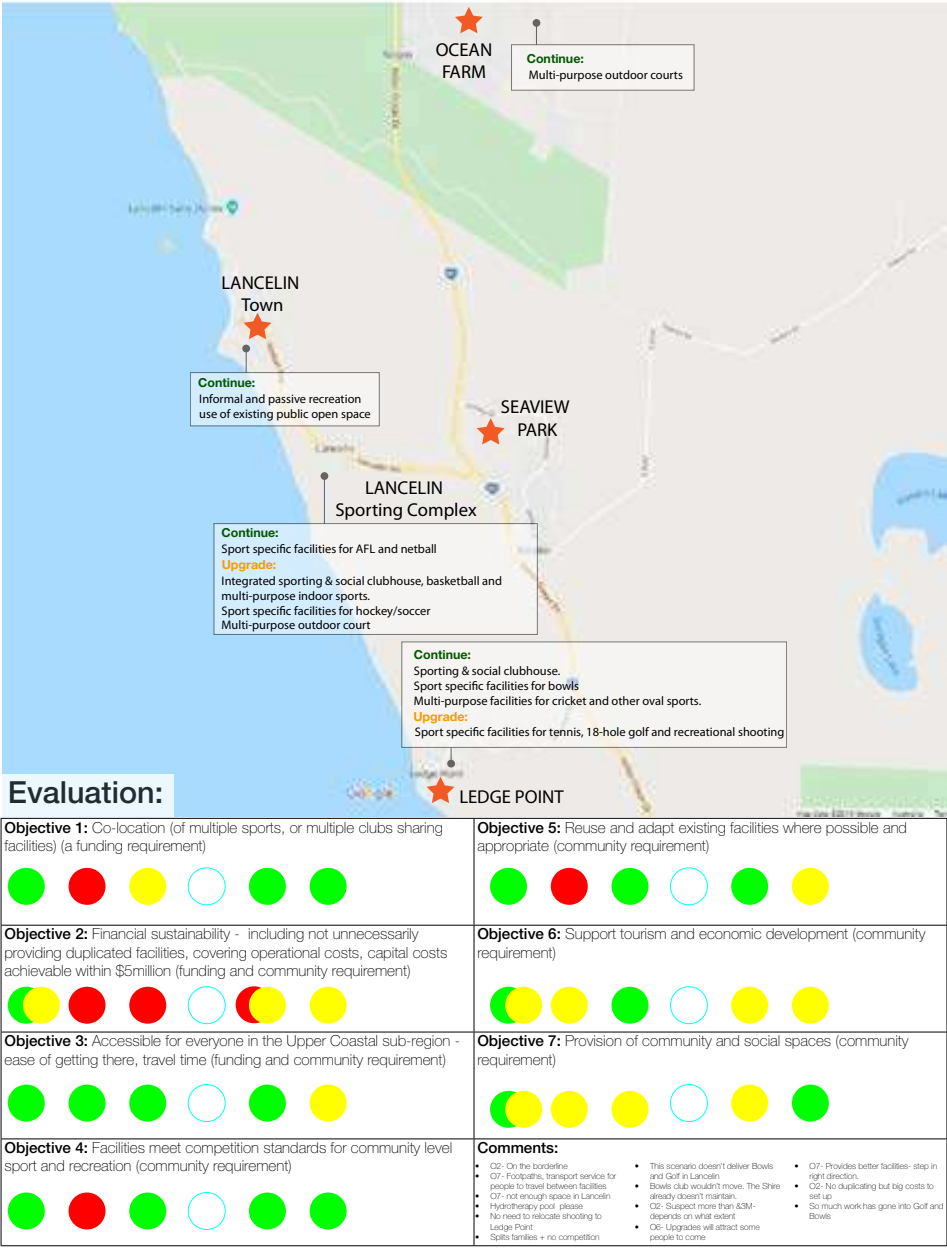 OCEAN
FARM
Continue:
Multi-purpose outdoor courts
LANCELIN
Town
Continue:
Informal and passive recreation
use of existing public open space
SEAVIEW
PARK
LANCELIN
Sporting Complex
Continue:
Sport specific facilities for AFL and netball
Upgrade:
Integrated sporting & social clubhouse, basketball and
multi-purpose indoor sports.
Sport specific facilities for hockey/soccer
Multi-purpose outdoor court
Continue:
Sporting & social clubhouse.
Sport specific facilities for bowls
Multi-purpose facilities for cricket and other oval sports.
Upgrade:
Sport specific facilities for tennis, 18-hole golf and recreational shooting
Ledge Point
Google
LEDGE POINT
Evaluation:
Objective 1: Co-location (of multiple sports, or multiple clubs sharing
facilities) (a funding requirement)
Objective 2: Financial sustainability - including not unnecessarily
providing duplicated facilities, covering operational costs, capital costs
achievable within $5million (funding and community requirement)
Objective 3: Accessible for everyone in the Upper Coastal sub-region -
ease of getting there, travel time (funding and community requirement)
Objective 4: Facilities meet competition standards for community level
sport and recreation (community requirement)
Objective 5: Reuse and adapt existing facilities where possible and
appropriate (community requirement)
Objective 6: Support tourism and economic development (community
requirement)
Objective 7: Provision of community and social spaces (community
requirement)
Comments:
• O2- On the borderline
• O7- Footpaths, transport service for
people to travel between facilities
• O7- not enough space in Lancelin
• Hydrotherapy pool please
• No need to relocate shooting to
Ledge Point
• Splits families + no competition
• This scenario doesn't deliver Bowls
and Golf in Lancelin
• Bowls club wouldn't move. The Shire
already doesn't maintain.
• O2- Suspect more than &3M-
depends on what extent
• O6- Upgrades will attract some
people to come
• O7- Provides better facilities- step in
right direction.
• O2- No duplicating but big costs to
set up
• So much work has gone into Golf and
Bowls